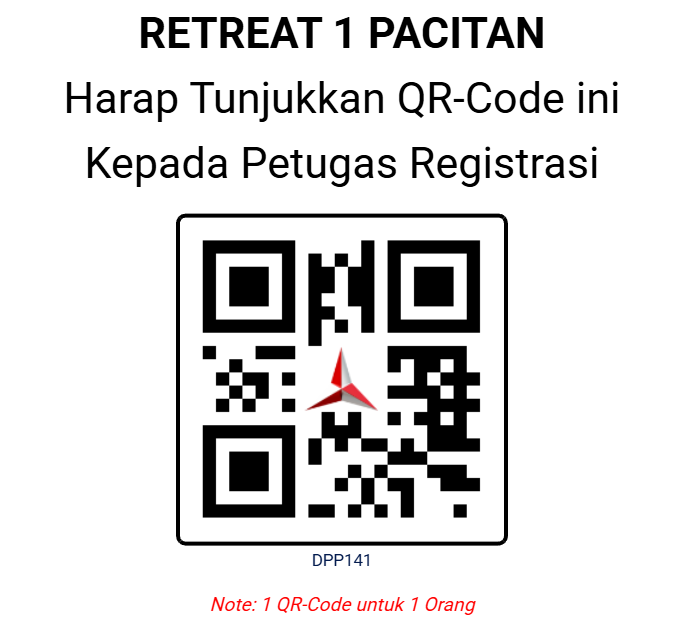 RETREAT 1 PACITAN
Harap Tunjukkan QR-Code ini
Kepada Petugas Registrasi
DPP141
Note: 1 QR-Code untuk 1 Orang